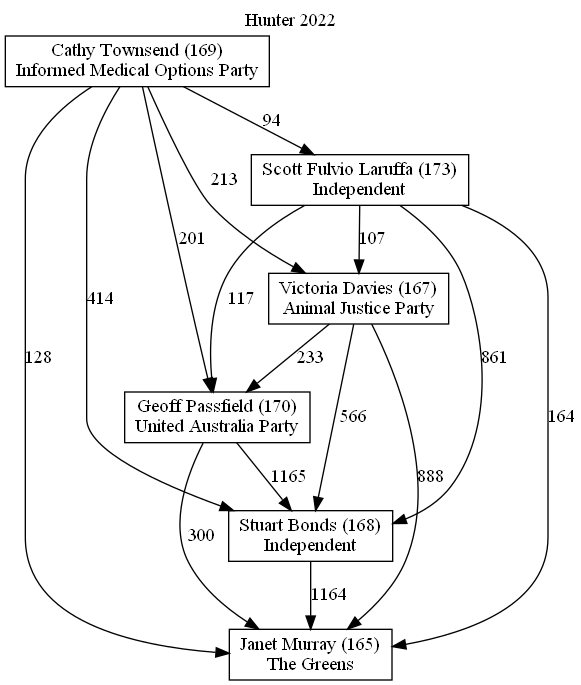 Hunter 2022
Cathy Townsend (169)
Informed Medical Options Party
94
Scott Fulvio Laruffa (173)
Independent
213
201
107
Victoria Davies (167)
Animal Justice Party
414
117
128
233
861
Geoff Passfield (170)
United Australia Party
566
164
1165
888
Stuart Bonds (168)
Independent
300
1164
Janet Murray (165)
The Greens